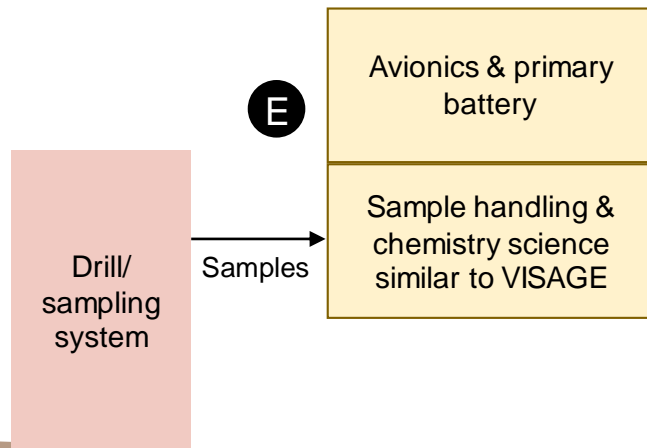 Avionics & primary
battery
E
Sample handling &
chemistry science
similar to VISAGE
Samples
Drill/
sampling
system